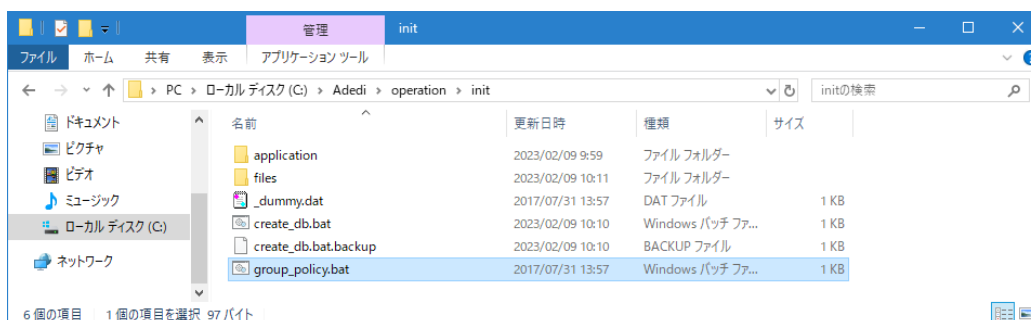 管理 init
ファイル ホーム 共有 表示 アプリケーション ツール
PC ローカル ディスク (C:) Adedi operation init initの検索
ドキュメント
ピクチャ
ビデオ
ミュージック
ローカル ディスク (C:)
ネットワーク
名前 更新日時 種類 サイズ
application 2023/02/09 9:59 ファイル フォルダー
files 2023/02/09 10:11 ファイル フォルダー
_dummy.dat 2017/07/31 13:57 DAT ファイル 1 KB
create_db.bat 2023/02/09 10:10 Windows バッチ ファ... 1 KB
create_db.bat.backup 2023/02/09 10:10 BACKUP ファイル 1 KB
group_policy.bat 2017/07/31 13:57 Windows バッチ ファ... 1 KB
6 個の項目 1 個の項目を選択 97 バイト